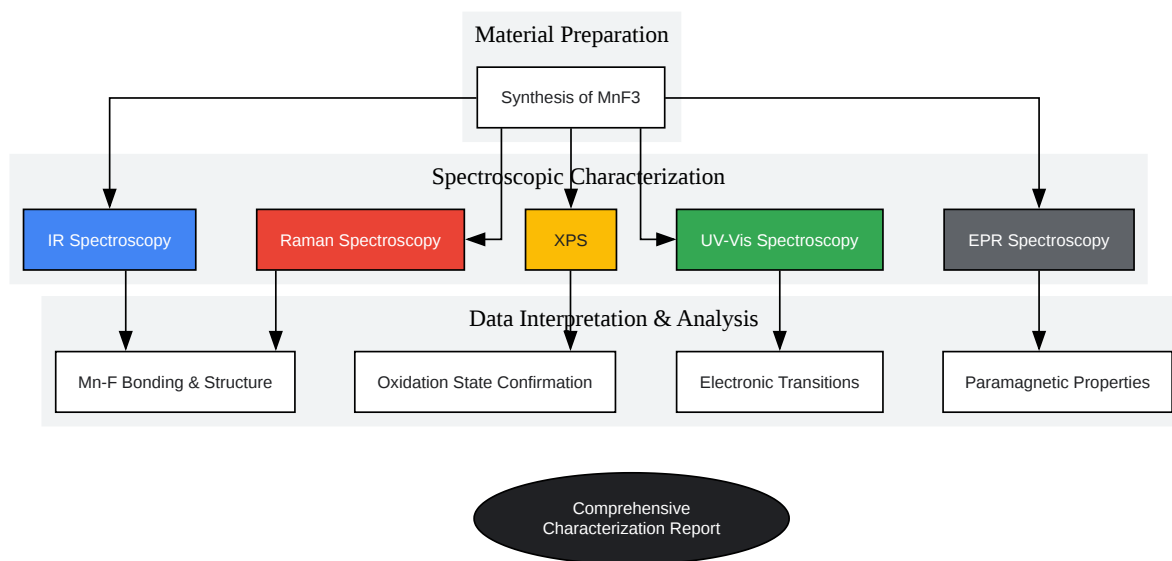 Material Preparation
Synthesis of MnF3
Spectroscopic Characterization
IR Spectroscopy
Raman Spectroscopy
XPS
UV-Vis Spectroscopy
EPR Spectroscopy
Data Interpretation & Analysis
Mn-F Bonding & Structure
Oxidation State Confirmation
Electronic Transitions
Paramagnetic Properties
Comprehensive
Characterization Report